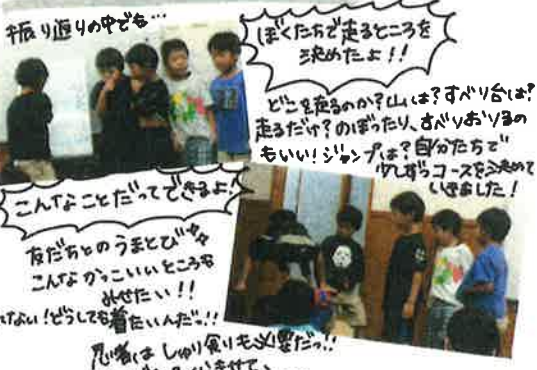 振り返りの中でも…
ぼくたちで走るところを
決めたよ!!
どこを走るのか?山は?すべり台は?
走るだけ?のぼったり、すべりおりるの
もいい!ジャンプは?自分たちで
少しずつコースを決めて
いきました!
こんなことだってできるよ!
友だちとのうまとび
こんなかっこいいところも
みせたい!!
けない!どうしても着たいんだっ!!
忍者はしゅり剣も必要だっ!!